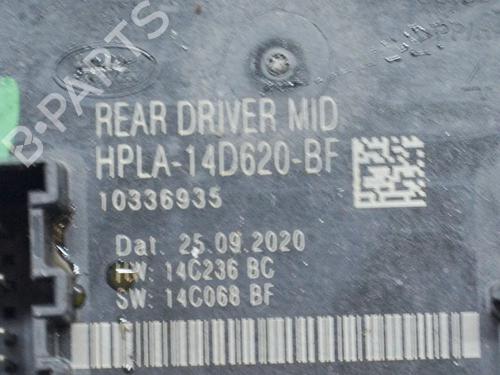 B-PARTS
REAR DRIVER MID
HPLA-14D620-BF
10336935
Dat. 25.09.2020
HW: 14C236 BC
SW: 14C068 BF